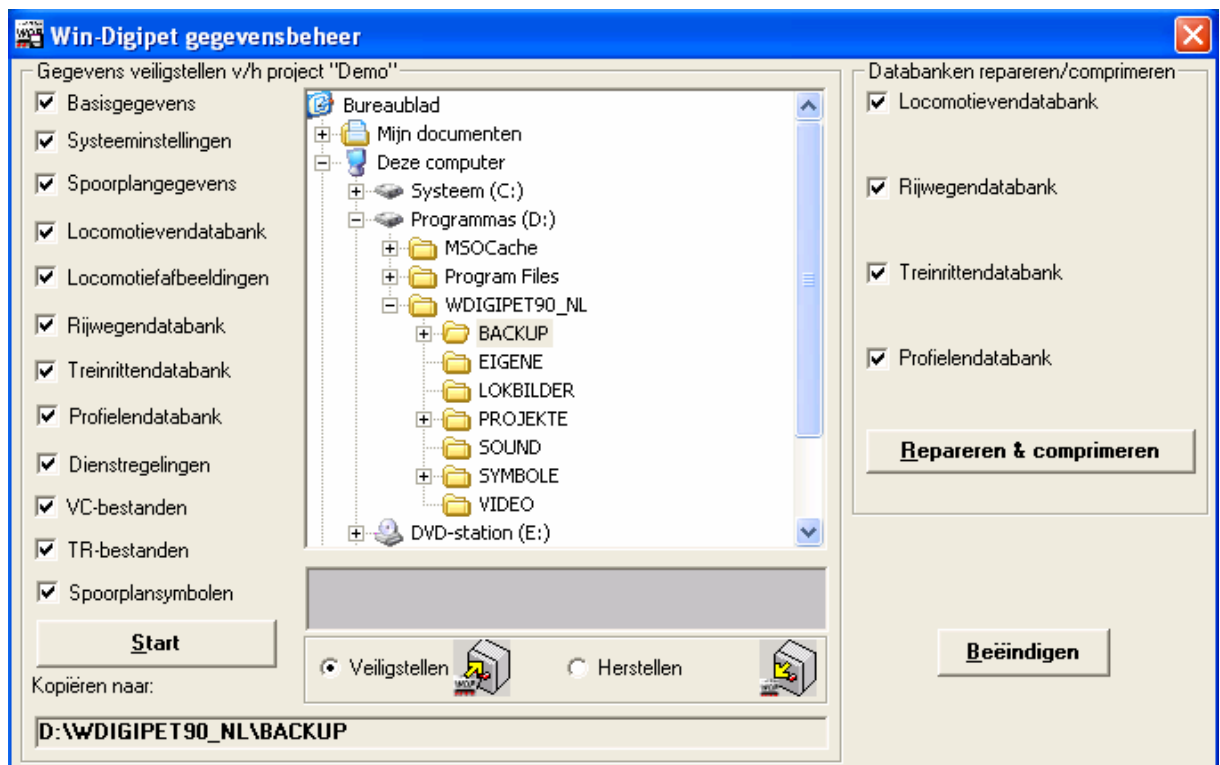 Win-Digipet gegevensbeheer
Gegevens veiligstellen v/h project "Demo"
Basisgegevens
Systeeminstellingen
Spoorplangegevens
Locomotievendatabank
Locomotiefafbeeldingen
Rijwegendatabank
Treinrittendatabank
Profielendatabank
Dienstregelingen
VC-bestanden
TR-bestanden
Spoorplansymbolen
Start
Kopiëren naar:
D:\WDIGIPET90_NL\BACKUP
Bureaublad
Mijn documenten
Deze computer
Systeem (C:)
Programmas (D:)
MSOCache
Program Files
WDIGIPET90_NL
BACKUP
EIGENE
LOKBILDER
PROJEKTE
SOUND
SYMBOLE
VIDEO
DVD-station (E:)
Veiligstellen
Herstellen
Databanken repareren/comprimeren
Locomotievendatabank
Rijwegendatabank
Treinrittendatabank
Profielendatabank
Repareren & comprimeren
Beëindigen